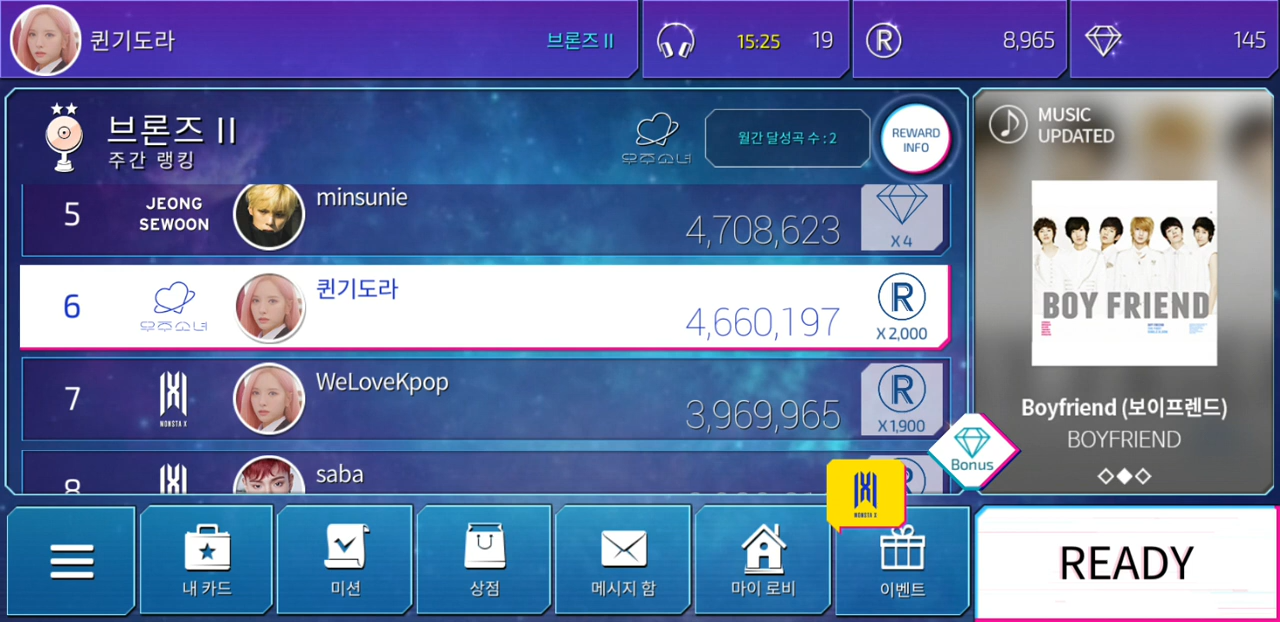 퀸기도라
브론즈 II
15:25
19
R
8,965
145
브론즈 II
주간 랭킹
우주소녀
월간 달성곡 수 : 2
REWARD
INFO
MUSIC
UPDATED
5
JEONG
SEWOON
minsunie
4,708,623
X 4
6
우주소녀
퀸기도라
4,660,197
R
X 2,000
7
MONSTA X
WeLoveKpop
3,969,965
R
X 1,900
8
saba
BOY FRIEND
Boyfriend (보이프렌드)
BOYFRIEND
Bonus
MONSTA X
내 카드
미션
상점
메시지 함
마이 로비
이벤트
READY